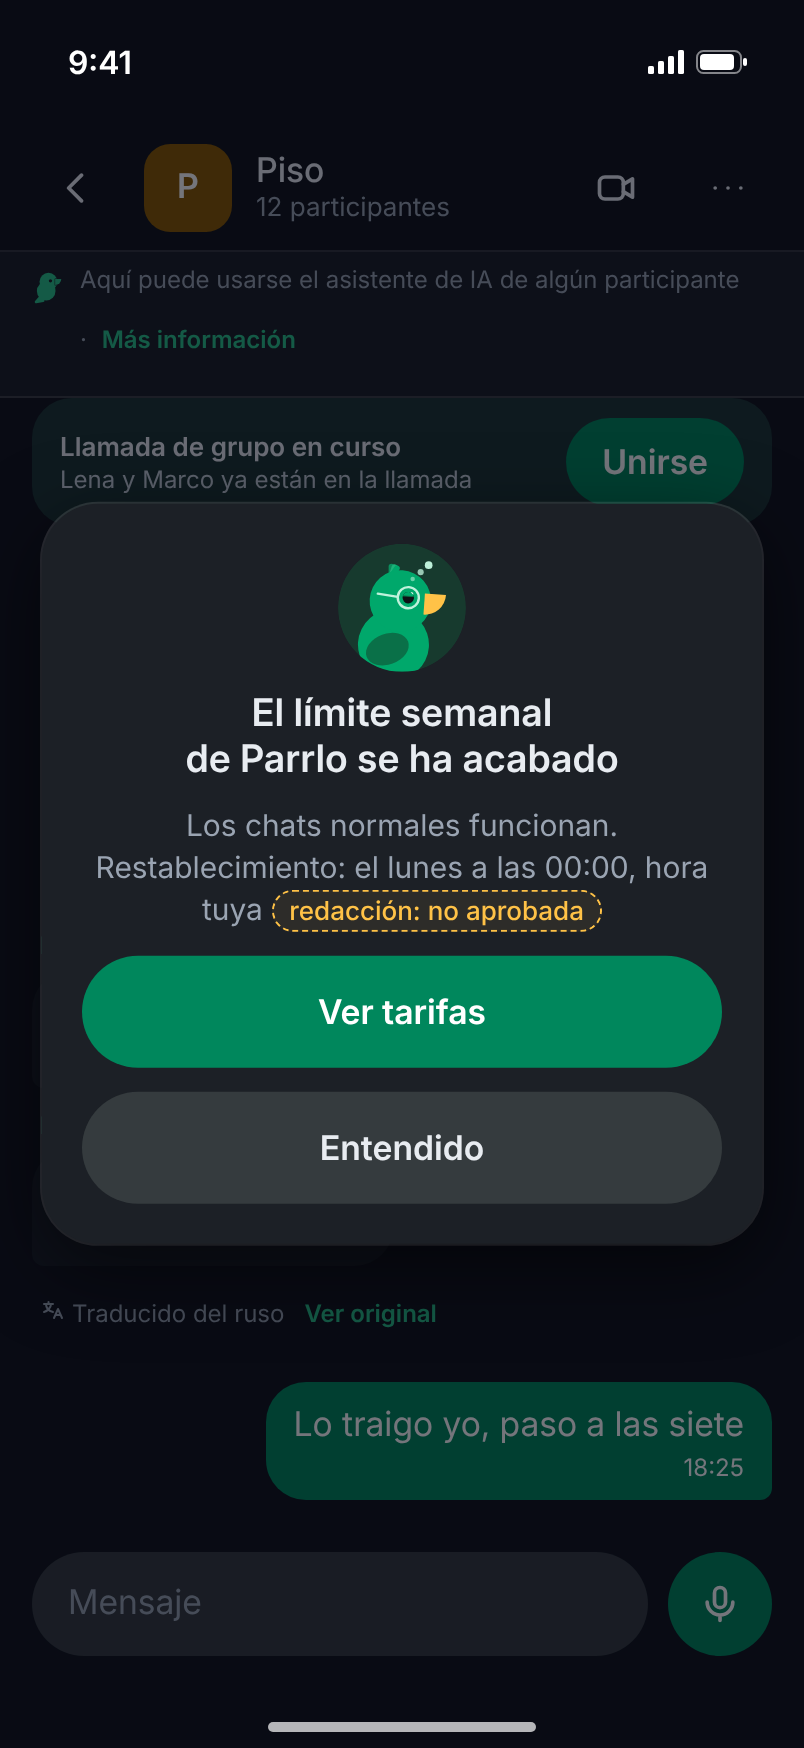 9:41
P
Piso
12 participantes
Aquí puede usarse el asistente de IA de algún participante
· Más información
Llamada de grupo en curso
Lena y Marco ya están en la llamada
Unirse
El límite semanal
de Parrlo se ha acabado
Los chats normales funcionan.
Restablecimiento: el lunes a las 00:00, hora
tuya redacción: no aprobada
Ver tarifas
Entendido
Traducido del ruso Ver original
Lo traigo yo, paso a las siete
18:25
Mensaje